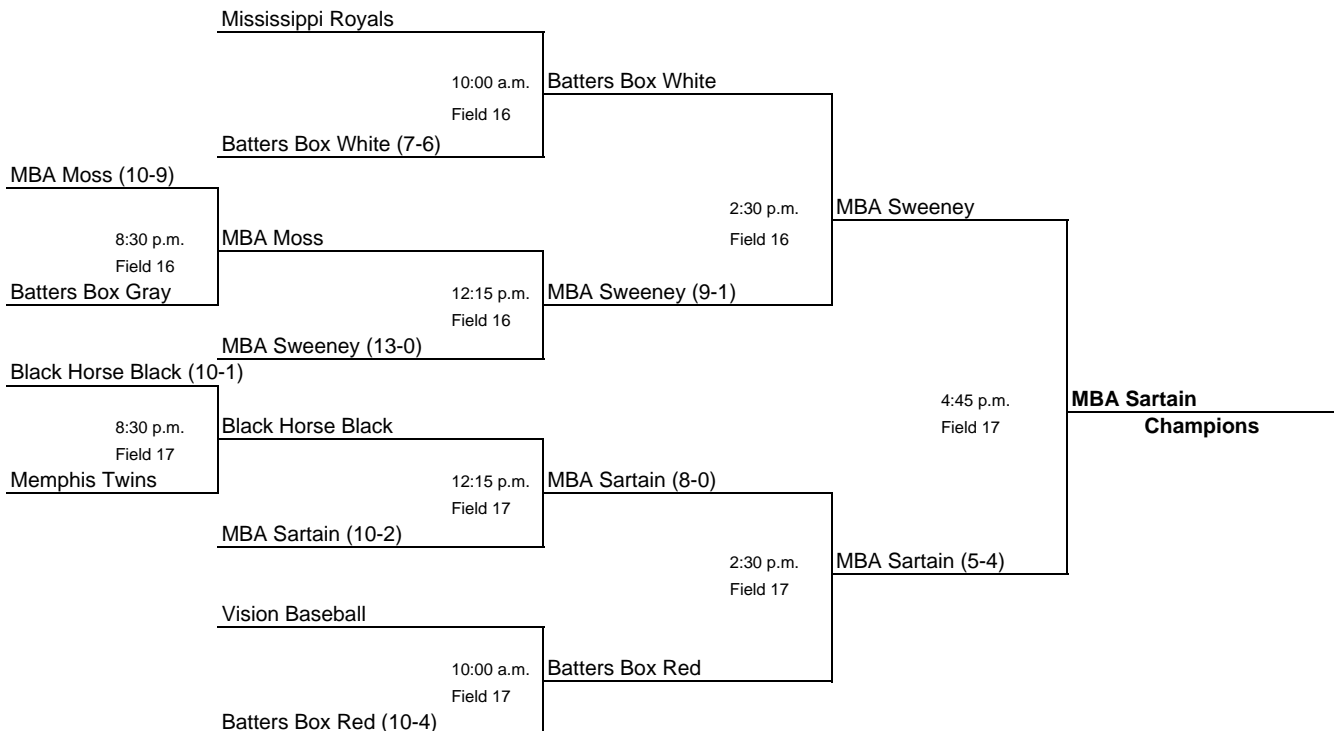 Mississippi Royals
10:00 a.m.
Batters Box White
Field 16
Batters Box White (7-6)
MBA Moss (10-9)
2:30 p.m.
MBA Sweeney
8:30 p.m.
MBA Moss
Field 16
Field 16
Batters Box Gray
12:15 p.m.
MBA Sweeney (9-1)
Field 16
MBA Sweeney (13-0)
Black Horse Black (10-1)
4:45 p.m.
MBA Sartain
8:30 p.m.
Black Horse Black
Field 17
Champions
Field 17
Memphis Twins
12:15 p.m.
MBA Sartain (8-0)
Field 17
MBA Sartain (10-2)
2:30 p.m.
MBA Sartain (5-4)
Field 17
Vision Baseball
10:00 a.m.
Batters Box Red
Field 17
Batters Box Red (10-4)